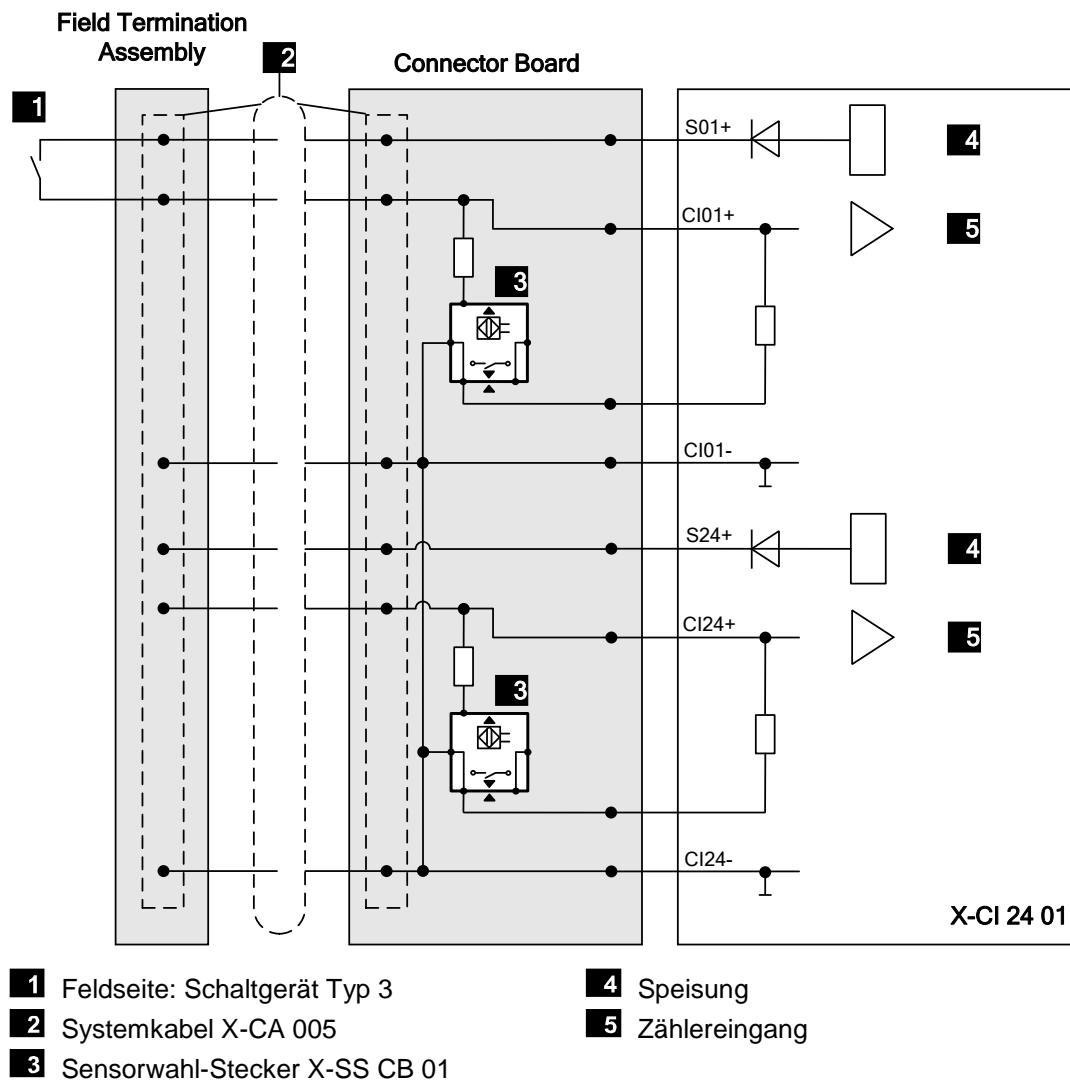 Field Termination
Assembly
2
Connector Board
1
S01+
4
CI01+
5
3
CI01-
S24+
4
CI24+
5
3
CI24-
X-CI 24 01
1 Feldseite: Schaltgerät Typ 3
2 Systemkabel X-CA 005
3 Sensorwahl-Stecker X-SS CB 01
4 Speisung
5 Zählereingang